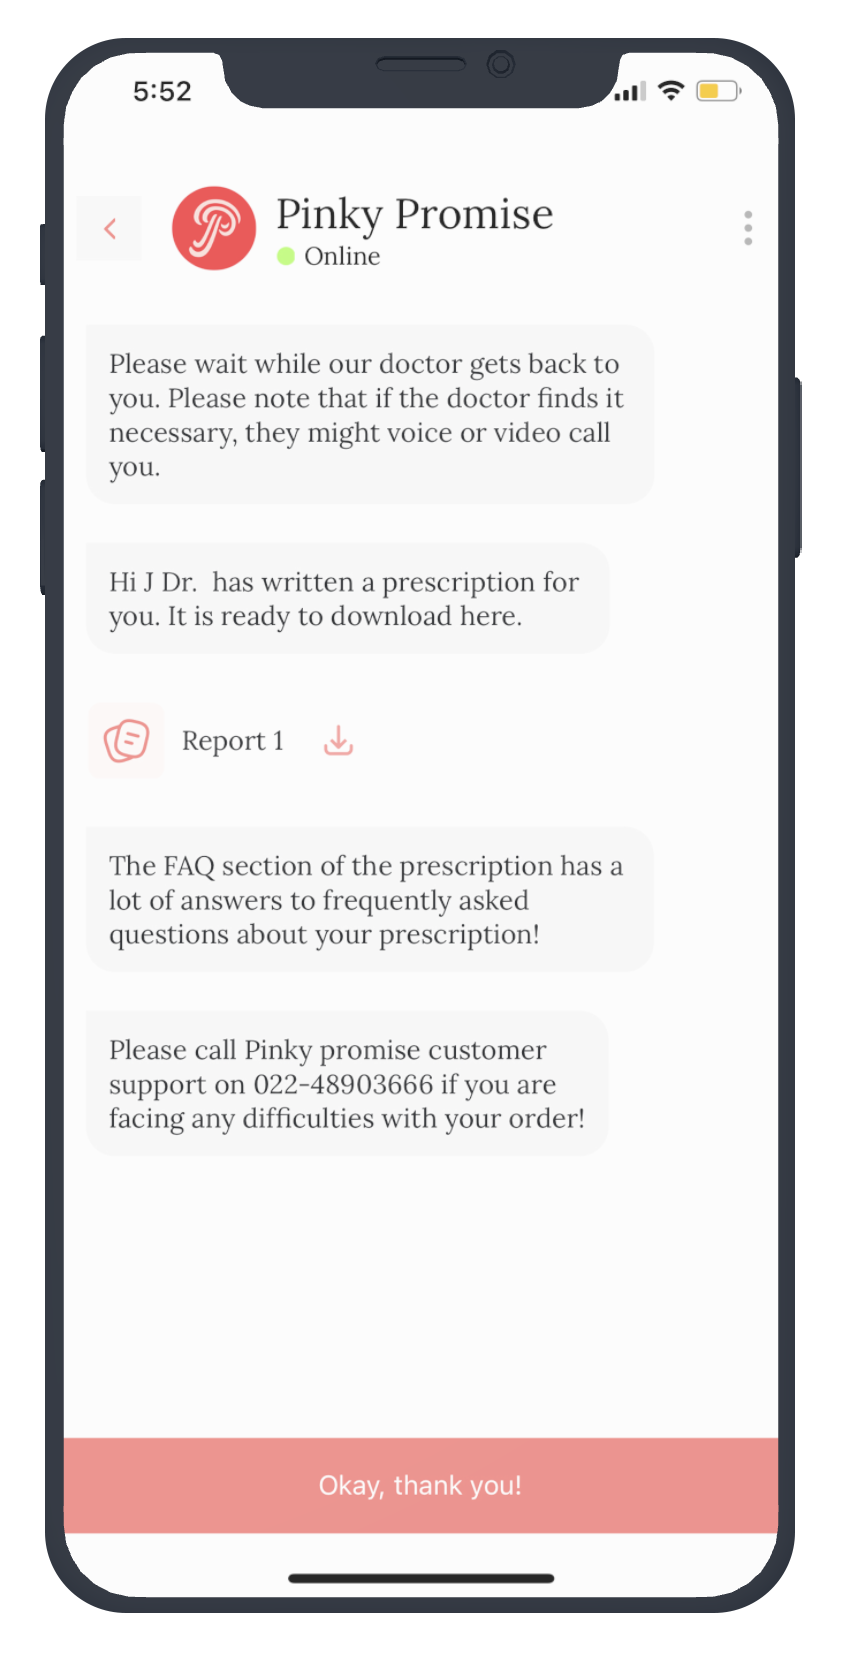 5:52
Pinky Promise
Online
Please wait while our doctor gets back to
you. Please note that if the doctor finds it
necessary, they might voice or video call
you.
Hi J Dr.  has written a prescription for
you. It is ready to download here.
Report 1
The FAQ section of the prescription has a
lot of answers to frequently asked
questions about your prescription!
Please call Pinky promise customer
support on 022-48903666 if you are
facing any difficulties with your order!
Okay, thank you!